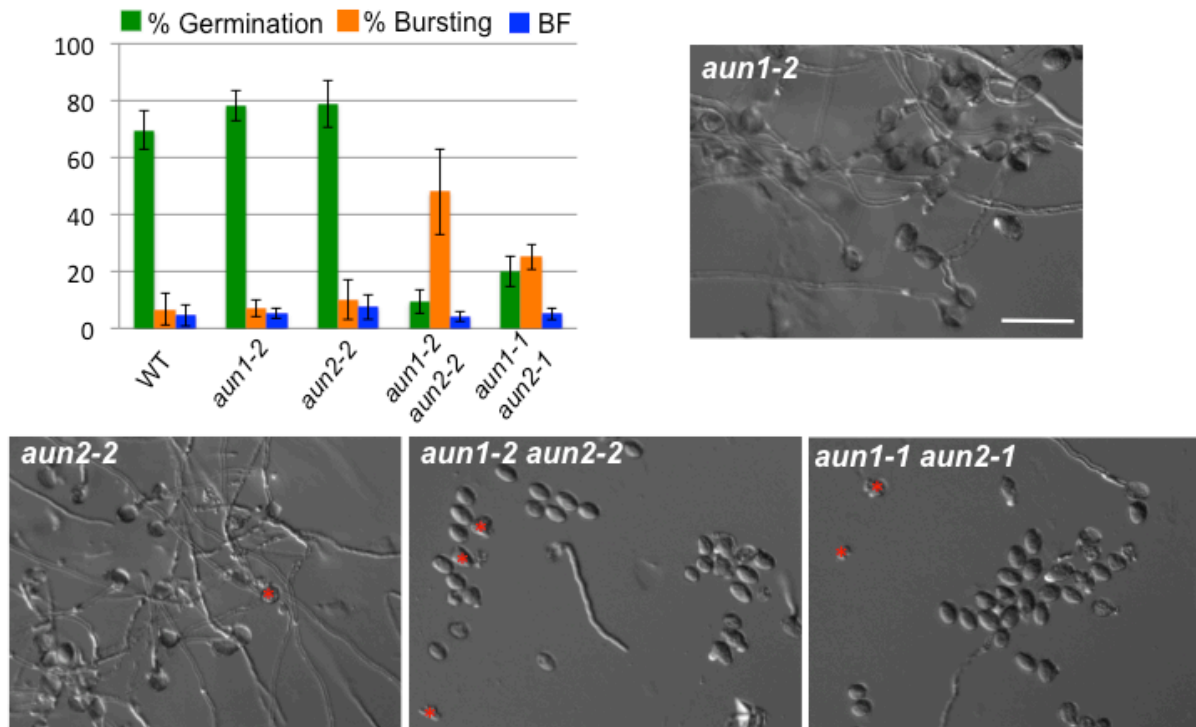 % Germination % Bursting BF
100
80
60
40
20
0
WT
aun1-2
aun2-2
aun1-2
aun2-2
aun1-1
aun2-1
aun1-2
aun2-2
aun1-2 aun2-2
aun1-1 aun2-1